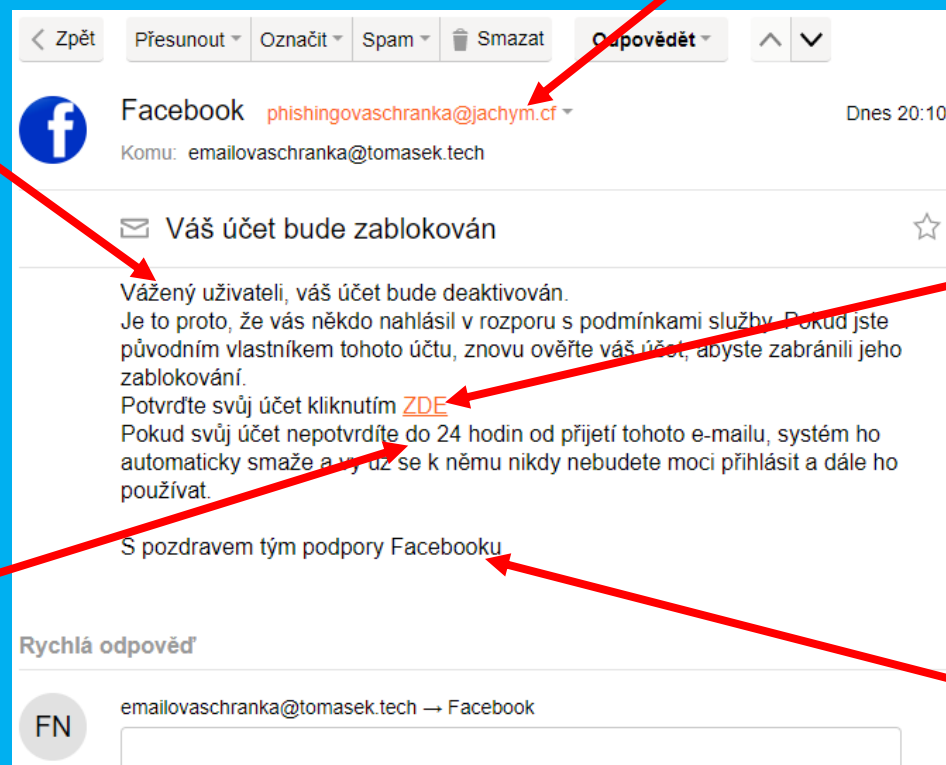 Zpět Přesunout Označit Spam Smazat Odpovědět
Facebook phishingovaschranka@jachym.cf Dnes 20:10
Komu: emailovaschranka@tomasek.tech
Váš účet bude zablokován
Vážený uživateli, váš účet bude deaktivován.
Je to proto, že vás někdo nahlásil v rozporu s podmínkami služby. Pokud jste
původním vlastníkem tohoto účtu, znovu ověřte váš účet, abyste zabránili jeho
zablokování.
Potvrďte svůj účet kliknutím ZDE
Pokud svůj účet nepotvrdíte do 24 hodin od přijetí tohoto e-mailu, systém ho
automaticky smaže a vy už se k němu nikdy nebudete moci přihlásit a dále ho
používat.
S pozdravem tým podpory Facebooku
Rychlá odpověď
FN emailovaschranka@tomasek.tech → Facebook